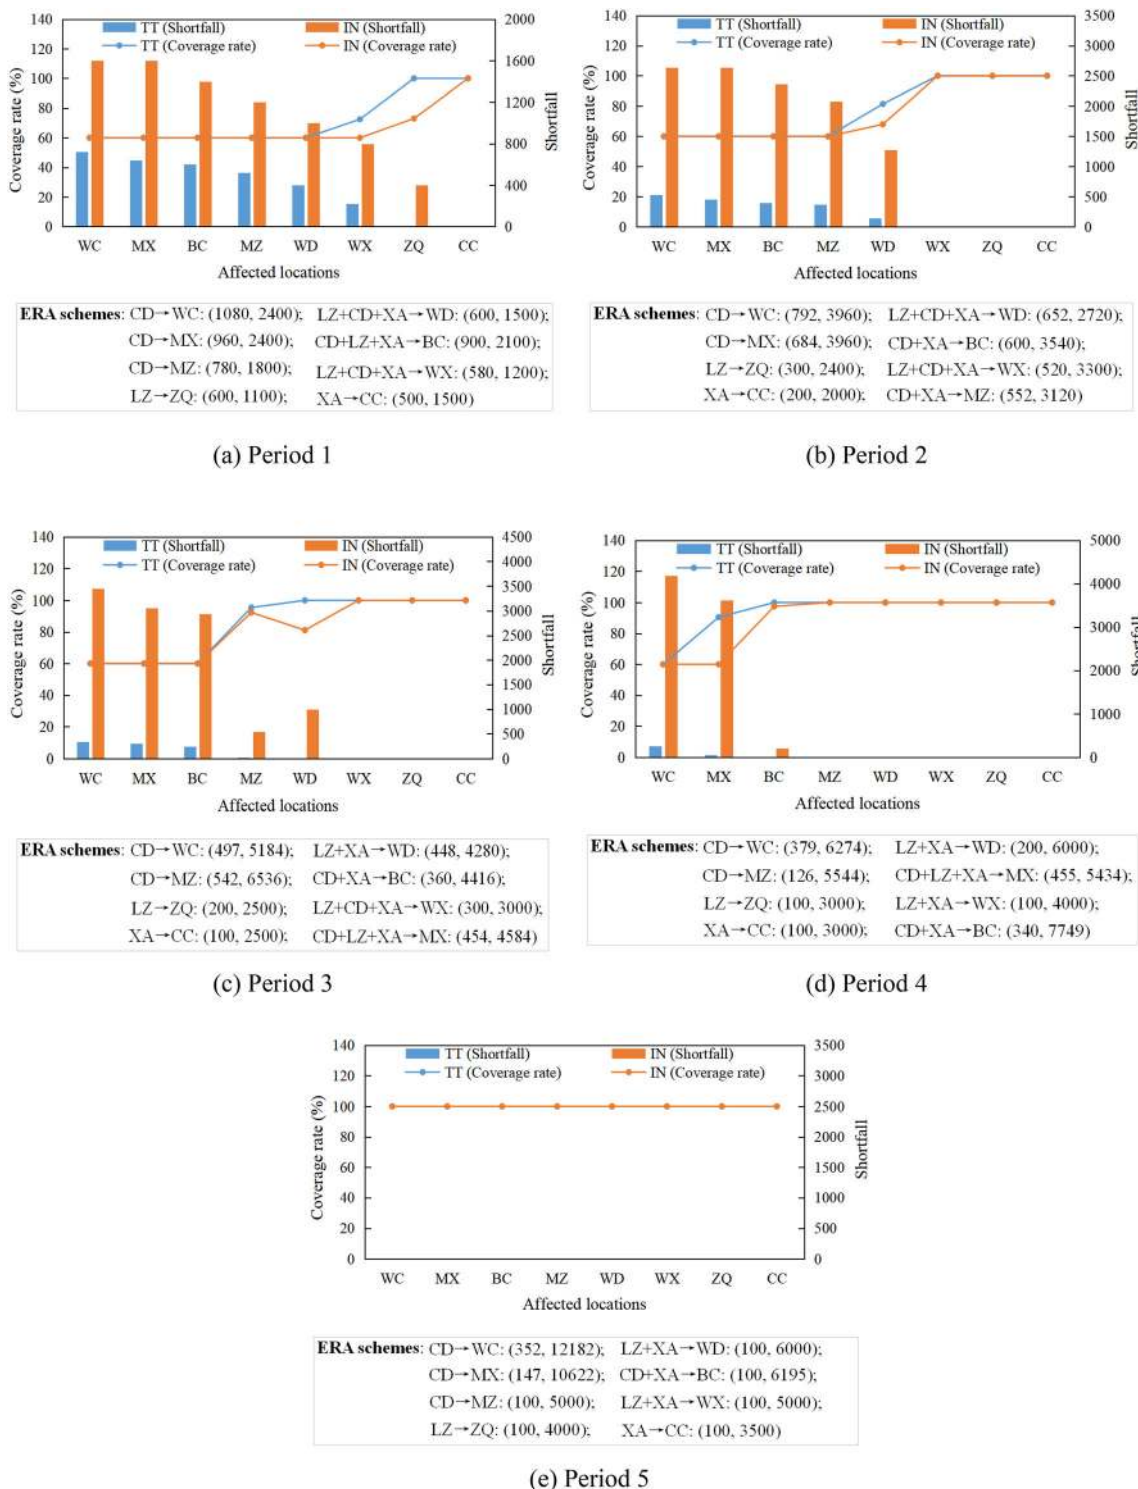 TT (Shortfall) IN (Shortfall)
TT (Coverage rate) IN (Coverage rate)
Coverage rate (%)
140
120
100
80
60
40
20
0
2000
1600
1200
800
400
0
Shortfall
WC MX BC MZ WD WX ZQ CC
Affected locations
ERA schemes: CD→WC: (1080, 2400); LZ+CD+XA→WD: (600, 1500);
CD→MX: (960, 2400); CD+LZ+XA→BC: (900, 2100);
CD→MZ: (780, 1800); LZ+CD+XA→WX: (580, 1200);
LZ→ZQ: (600, 1100); XA→CC: (500, 1500)
(a) Period 1
TT (Shortfall) IN (Shortfall)
TT (Coverage rate) IN (Coverage rate)
Coverage rate (%)
140
120
100
80
60
40
20
0
3500
3000
2500
2000
1500
1000
500
0
Shortfall
WC MX BC MZ WD WX ZQ CC
Affected locations
ERA schemes: CD→WC: (792, 3960); LZ+CD+XA→WD: (652, 2720);
CD→MX: (684, 3960); CD+XA→BC: (600, 3540);
LZ→ZQ: (300, 2400); LZ+CD+XA→WX: (520, 3300);
XA→CC: (200, 2000); CD+XA→MZ: (552, 3120)
(b) Period 2
TT (Shortfall) IN (Shortfall)
TT (Coverage rate) IN (Coverage rate)
Coverage rate (%)
140
120
100
80
60
40
20
0
4500
4000
3500
3000
2500
2000
1500
1000
500
0
Shortfall
WC MX BC MZ WD WX ZQ CC
Affected locations
ERA schemes: CD→WC: (497, 5184); LZ+XA→WD: (448, 4280);
CD→MZ: (542, 6536); CD+XA→BC: (360, 4416);
LZ→ZQ: (200, 2500); LZ+CD+XA→WX: (300, 3000);
XA→CC: (100, 2500); CD+LZ+XA→MX: (454, 4584)
(c) Period 3
TT (Shortfall) IN (Shortfall)
TT (Coverage rate) IN (Coverage rate)
Coverage rate (%)
140
120
100
80
60
40
20
0
5000
4000
3000
2000
1000
0
Shortfall
WC MX BC MZ WD WX ZQ CC
Affected locations
ERA schemes: CD→WC: (379, 6274); LZ+XA→WD: (200, 6000);
CD→MZ: (126, 5544); CD+LZ+XA→MX: (455, 5434);
LZ→ZQ: (100, 3000); LZ+XA→WX: (100, 4000);
XA→CC: (100, 3000); CD+XA→BC: (340, 7749)
(d) Period 4
TT (Shortfall) IN (Shortfall)
TT (Coverage rate) IN (Coverage rate)
Coverage rate (%)
140
120
100
80
60
40
20
0
3500
3000
2500
2000
1500
1000
500
0
Shortfall
WC MX BC MZ WD WX ZQ CC
Affected locations
ERA schemes: CD→WC: (352, 12182); LZ+XA→WD: (100, 6000);
CD→MX: (147, 10622); CD+XA→BC: (100, 6195);
CD→MZ: (100, 5000); LZ+XA→WX: (100, 5000);
LZ→ZQ: (100, 4000); XA→CC: (100, 3500)
(e) Period 5